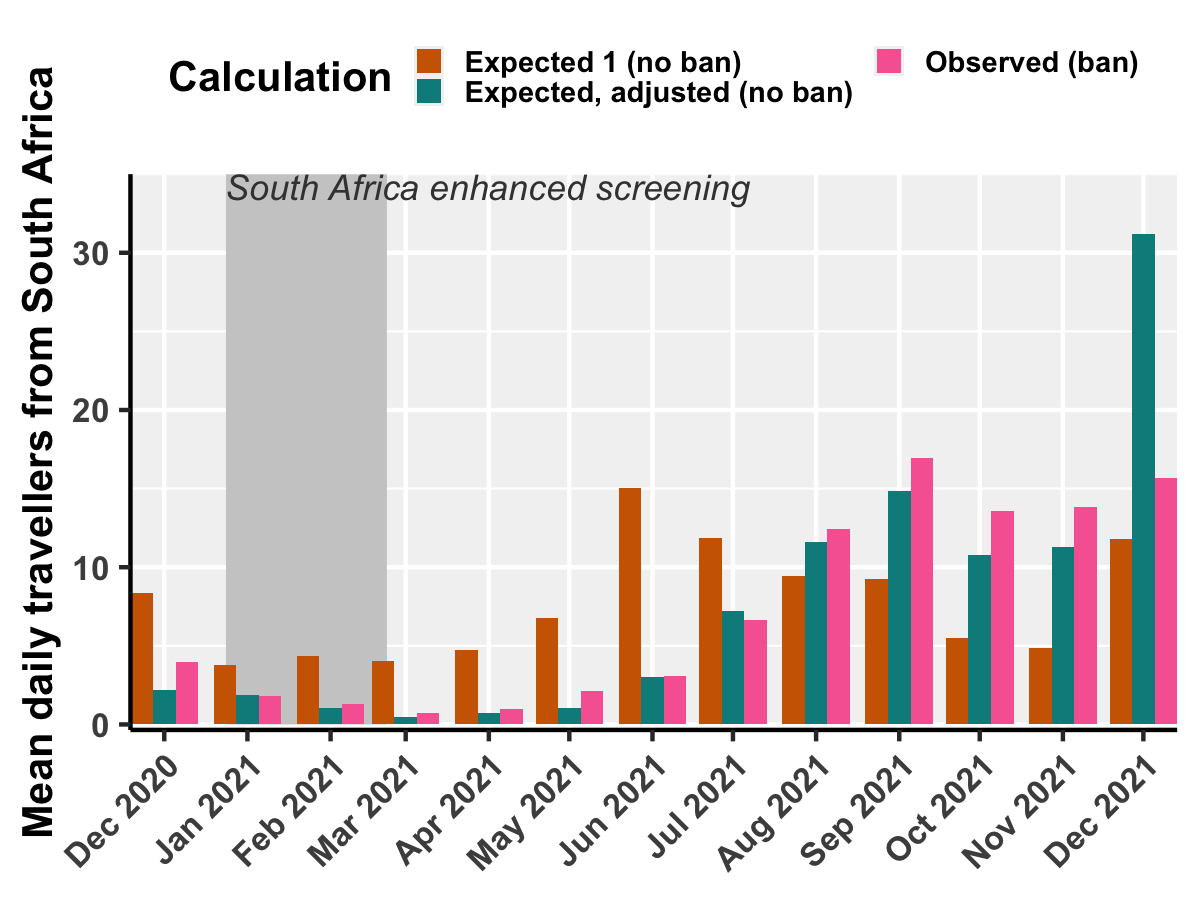 Calculation
Expected 1 (no ban)
Expected, adjusted (no ban)
Observed (ban)
Mean daily travellers from South Africa
South Africa enhanced screening
30
20
10
0
Dec 2020
Jan 2021
Feb 2021
Mar 2021
Apr 2021
May 2021
Jun 2021
Jul 2021
Aug 2021
Sep 2021
Oct 2021
Nov 2021
Dec 2021